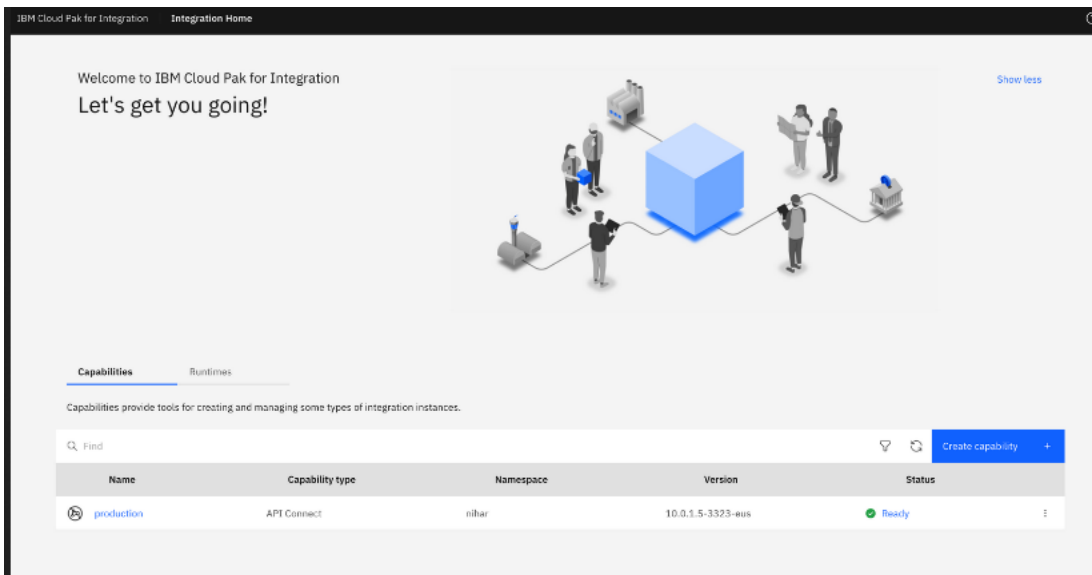 IBM Cloud Pak for Integration Integration Home
Welcome to IBM Cloud Pak for Integration
Show less
Let's get you going!
Capabilities Runtimes
Capabilities provide tools for creating and managing some types of integration instances.
Find Create capability +
Name Capability type Namespace Version Status
production API Connect nihar 10.0.1.5-3323-eus Ready